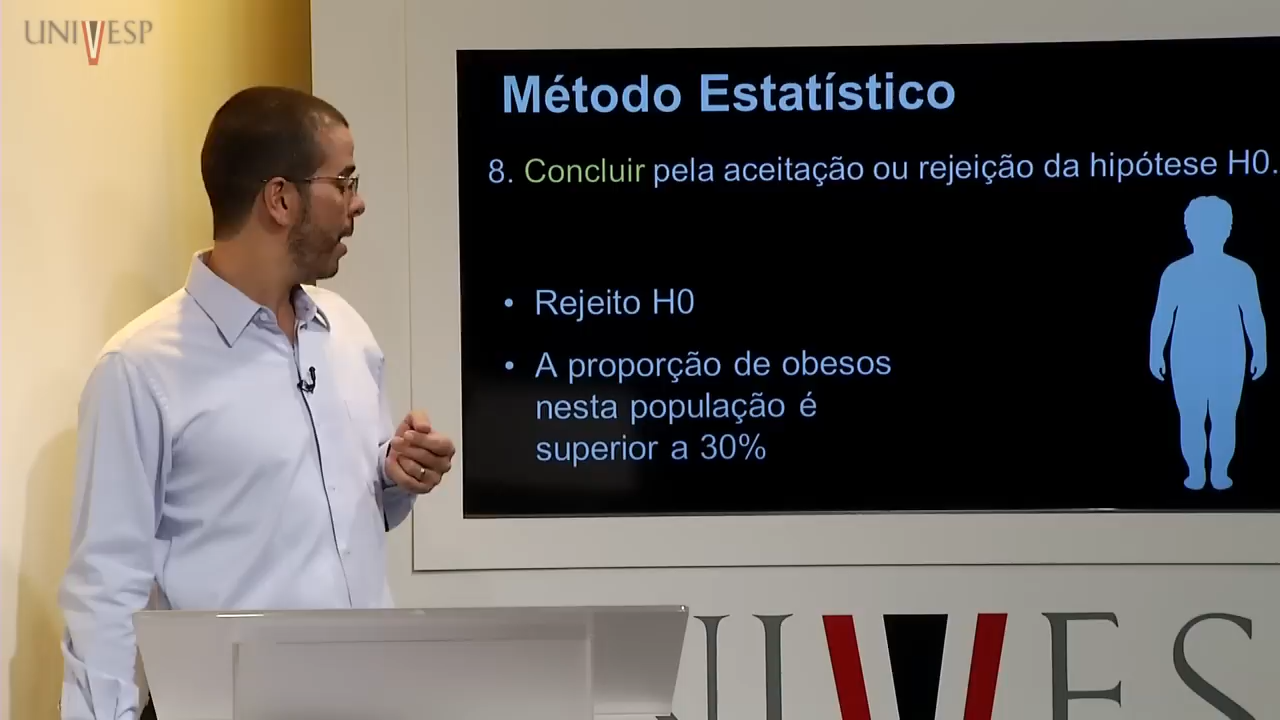 UNIVESP
Método Estatístico
8. Concluir pela aceitação ou rejeição da hipótese H0.
• Rejeito H0
• A proporção de obesos
nesta população é
superior a 30%
UNIVES